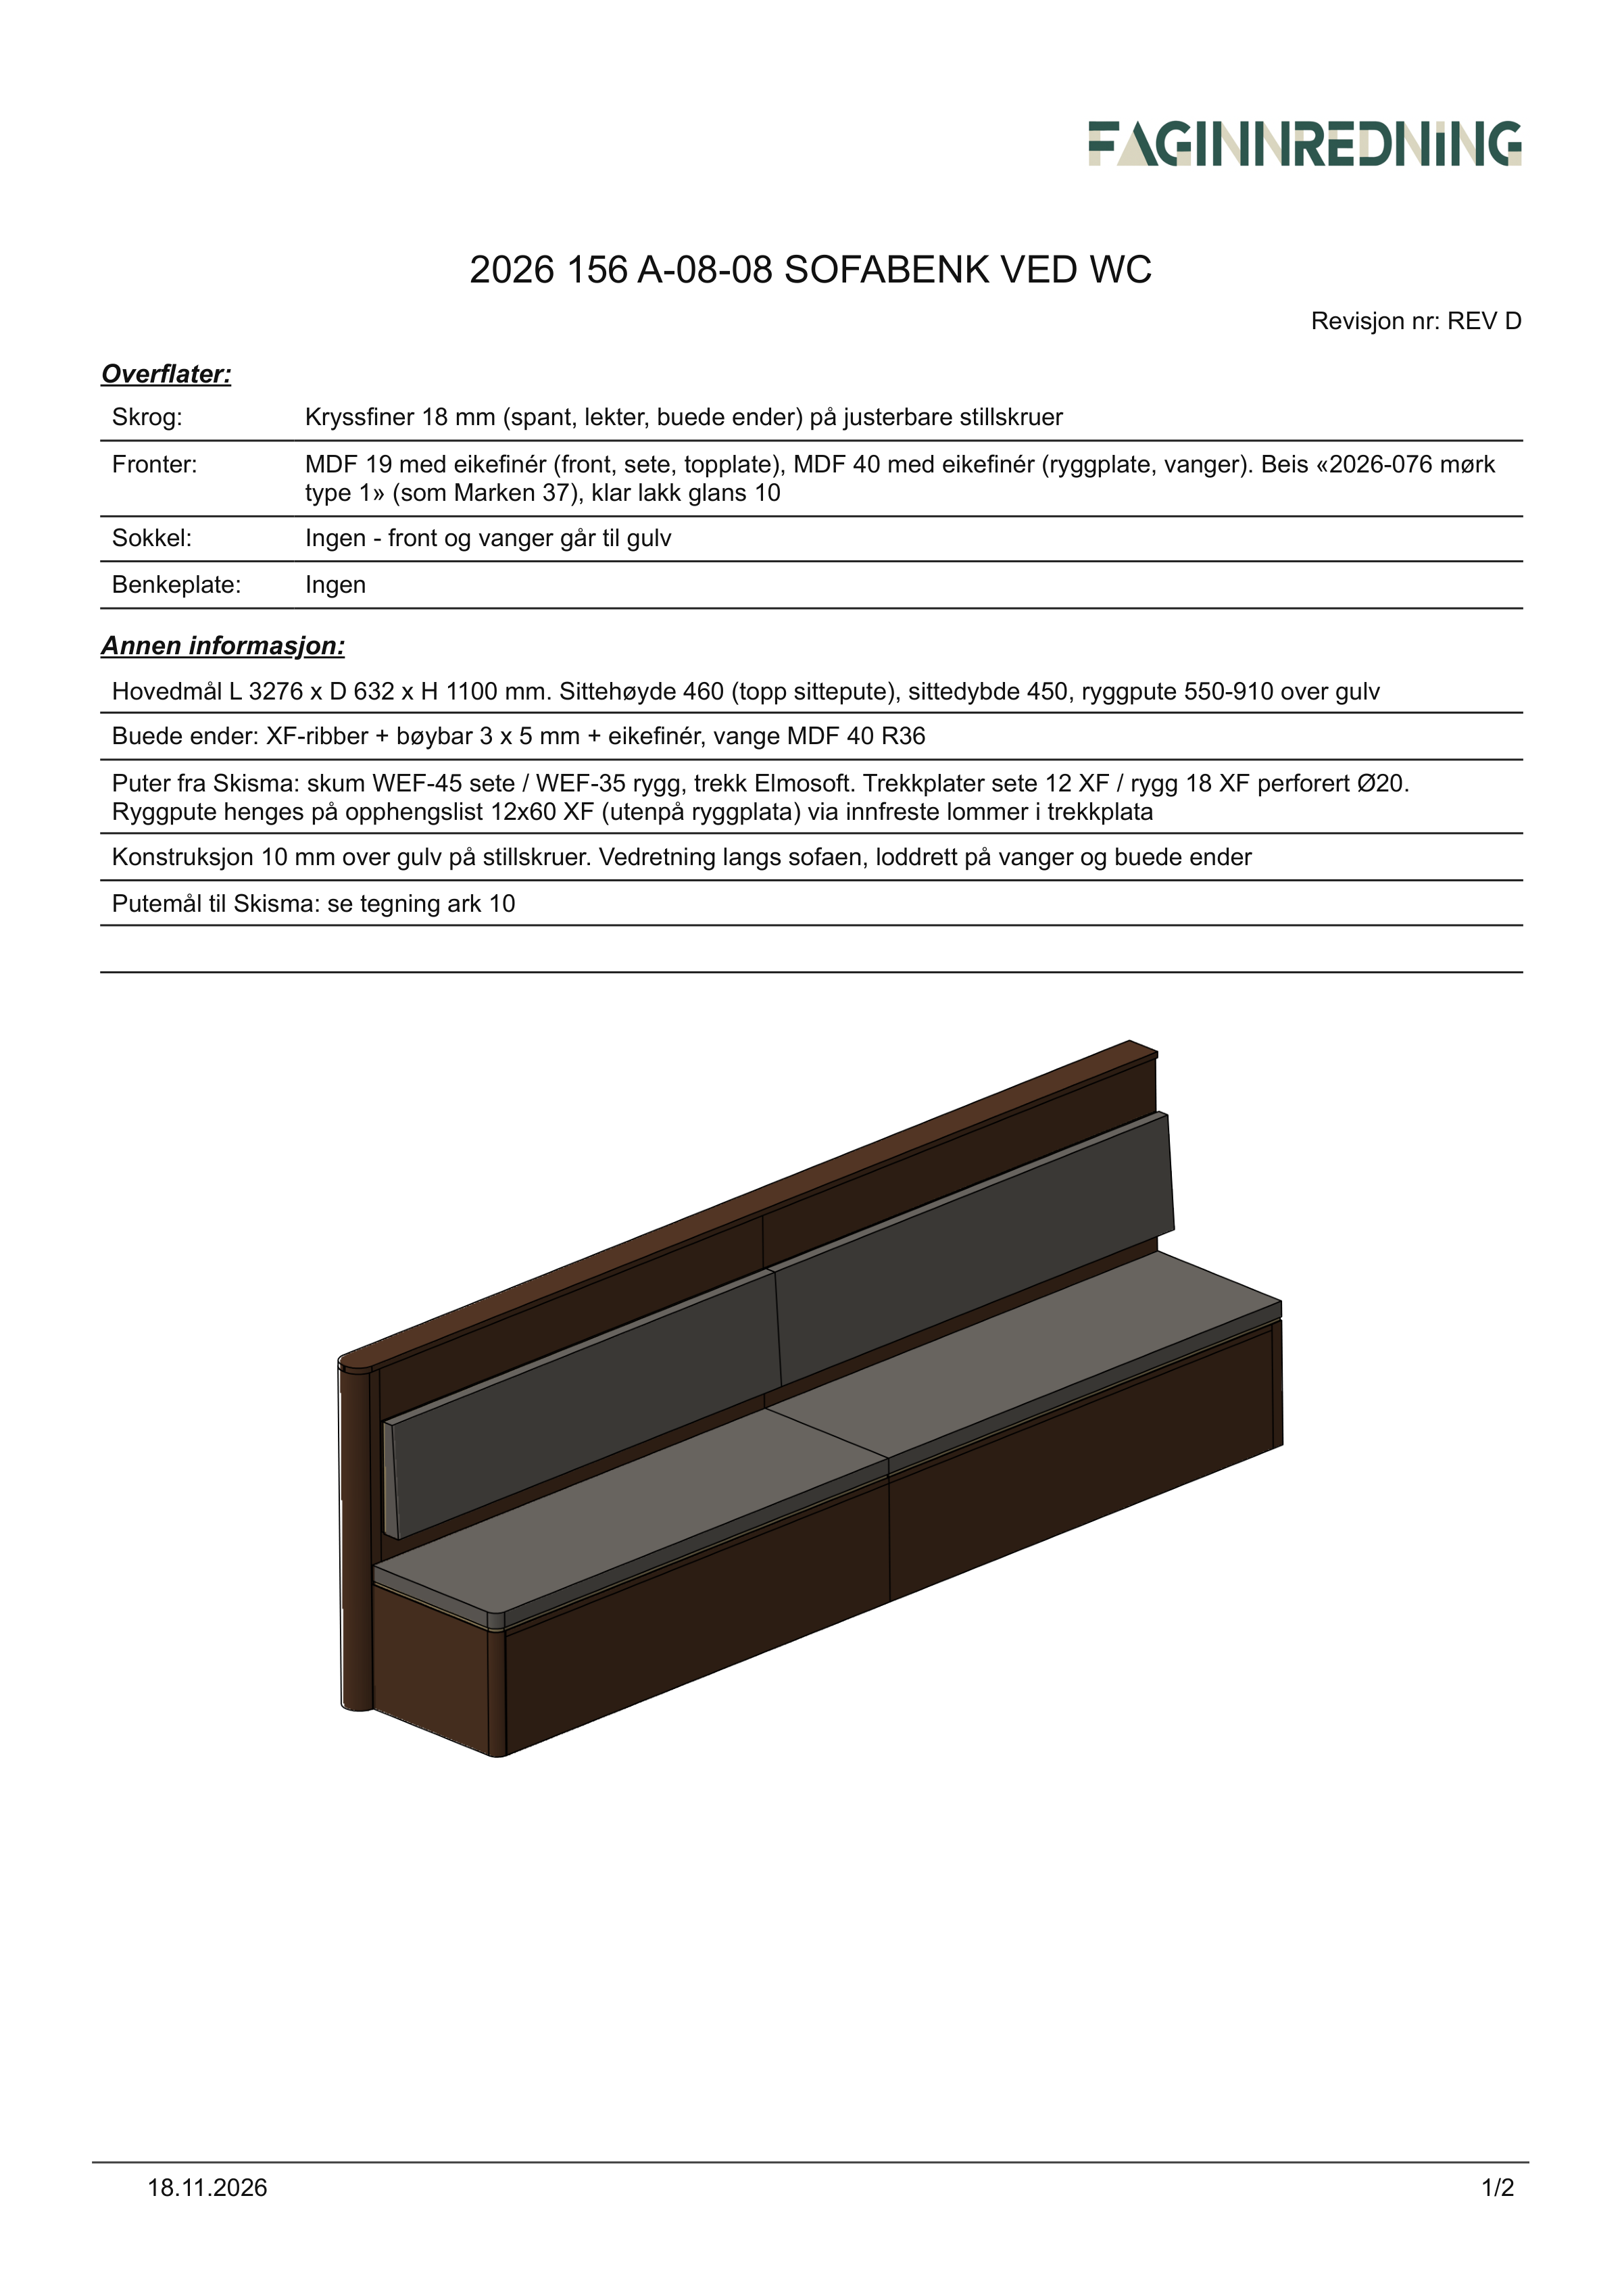 FAGINNREDNING
2026 156 A-08-08 SOFABENK VED WC
Revisjon nr: REV D
Overflater:
Skrog: Kryssfiner 18 mm (spant, lekter, buede ender) på justerbare stillskruer
Fronter: MDF 19 med eikefinér (front, sete, topplate), MDF 40 med eikefinér (ryggplate, vanger). Beis «2026-076 mørk
type 1» (som Marken 37), klar lakk glans 10
Sokkel: Ingen - front og vanger går til gulv
Benkeplate: Ingen
Annen informasjon:
Hovedmål L 3276 x D 632 x H 1100 mm. Sittehøyde 460 (topp sittepute), sittedybde 450, ryggpute 550-910 over gulv
Buede ender: XF-ribber + bøybar 3 x 5 mm + eikefinér, vange MDF 40 R36
Puter fra Skisma: skum WEF-45 sete / WEF-35 rygg, trekk Elmosoft. Trekkplater sete 12 XF / rygg 18 XF perforert Ø20.
Ryggpute henges på opphengslist 12x60 XF (utenpå ryggplata) via innfreste lommer i trekkplata
Konstruksjon 10 mm over gulv på stillskruer. Vedretning langs sofaen, loddrett på vanger og buede ender
Putemål til Skisma: se tegning ark 10
18.11.2026
1/2